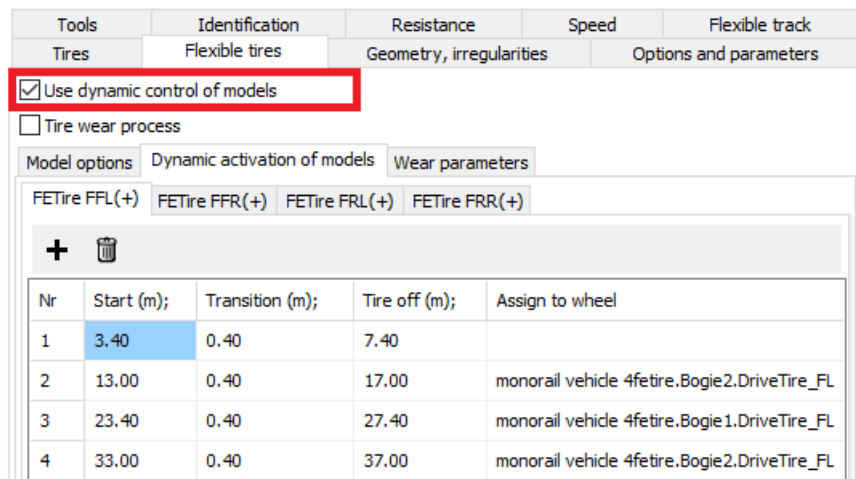 Tools Identification Resistance Speed Flexible track
Tires Flexible tires Geometry, irregularities Options and parameters
Use dynamic control of models
Tire wear process
Model options Dynamic activation of models Wear parameters
FETire FFL(+) FETire FFR(+) FETire FRL(+) FETire FRR(+)
Nr Start (m); Transition (m); Tire off (m); Assign to wheel
1 3.40 0.40 7.40
2 13.00 0.40 17.00 monorail vehicle 4fetire.Bogie2.DriveTire_FL
3 23.40 0.40 27.40 monorail vehicle 4fetire.Bogie1.DriveTire_FL
4 33.00 0.40 37.00 monorail vehicle 4fetire.Bogie2.DriveTire_FL